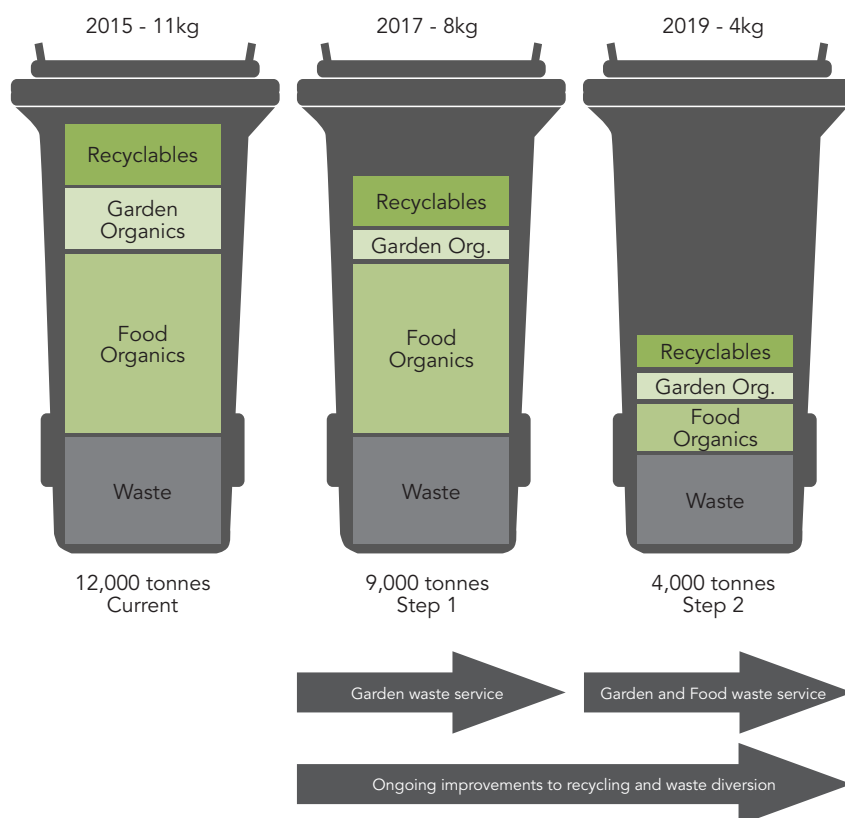 2015 - 11kg
Recyclables
Garden
Organics
Food
Organics
Waste
12,000 tonnes
Current
2017 - 8kg
Recyclables
Garden Org.
Food
Organics
Waste
9,000 tonnes
Step 1
2019 - 4kg
Recyclables
Garden Org.
Food
Organics
Waste
4,000 tonnes
Step 2
Garden waste service
Garden and Food waste service
Ongoing improvements to recycling and waste diversion